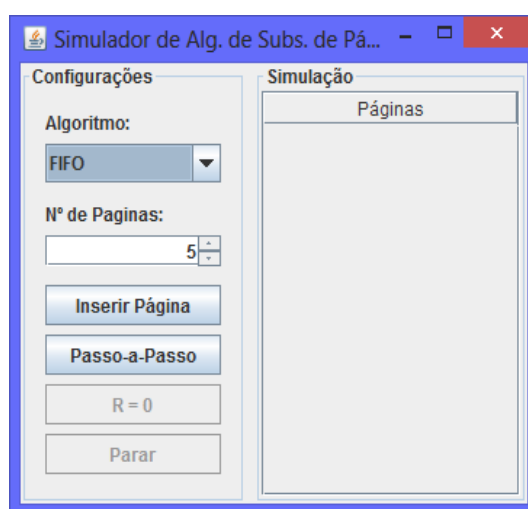 Simulador de Alg. de Subs. de Pá...
Configurações
Algoritmo:
FIFO
Nº de Paginas:
5
Inserir Página
Passo-a-Passo
R = 0
Parar
Simulação
Páginas